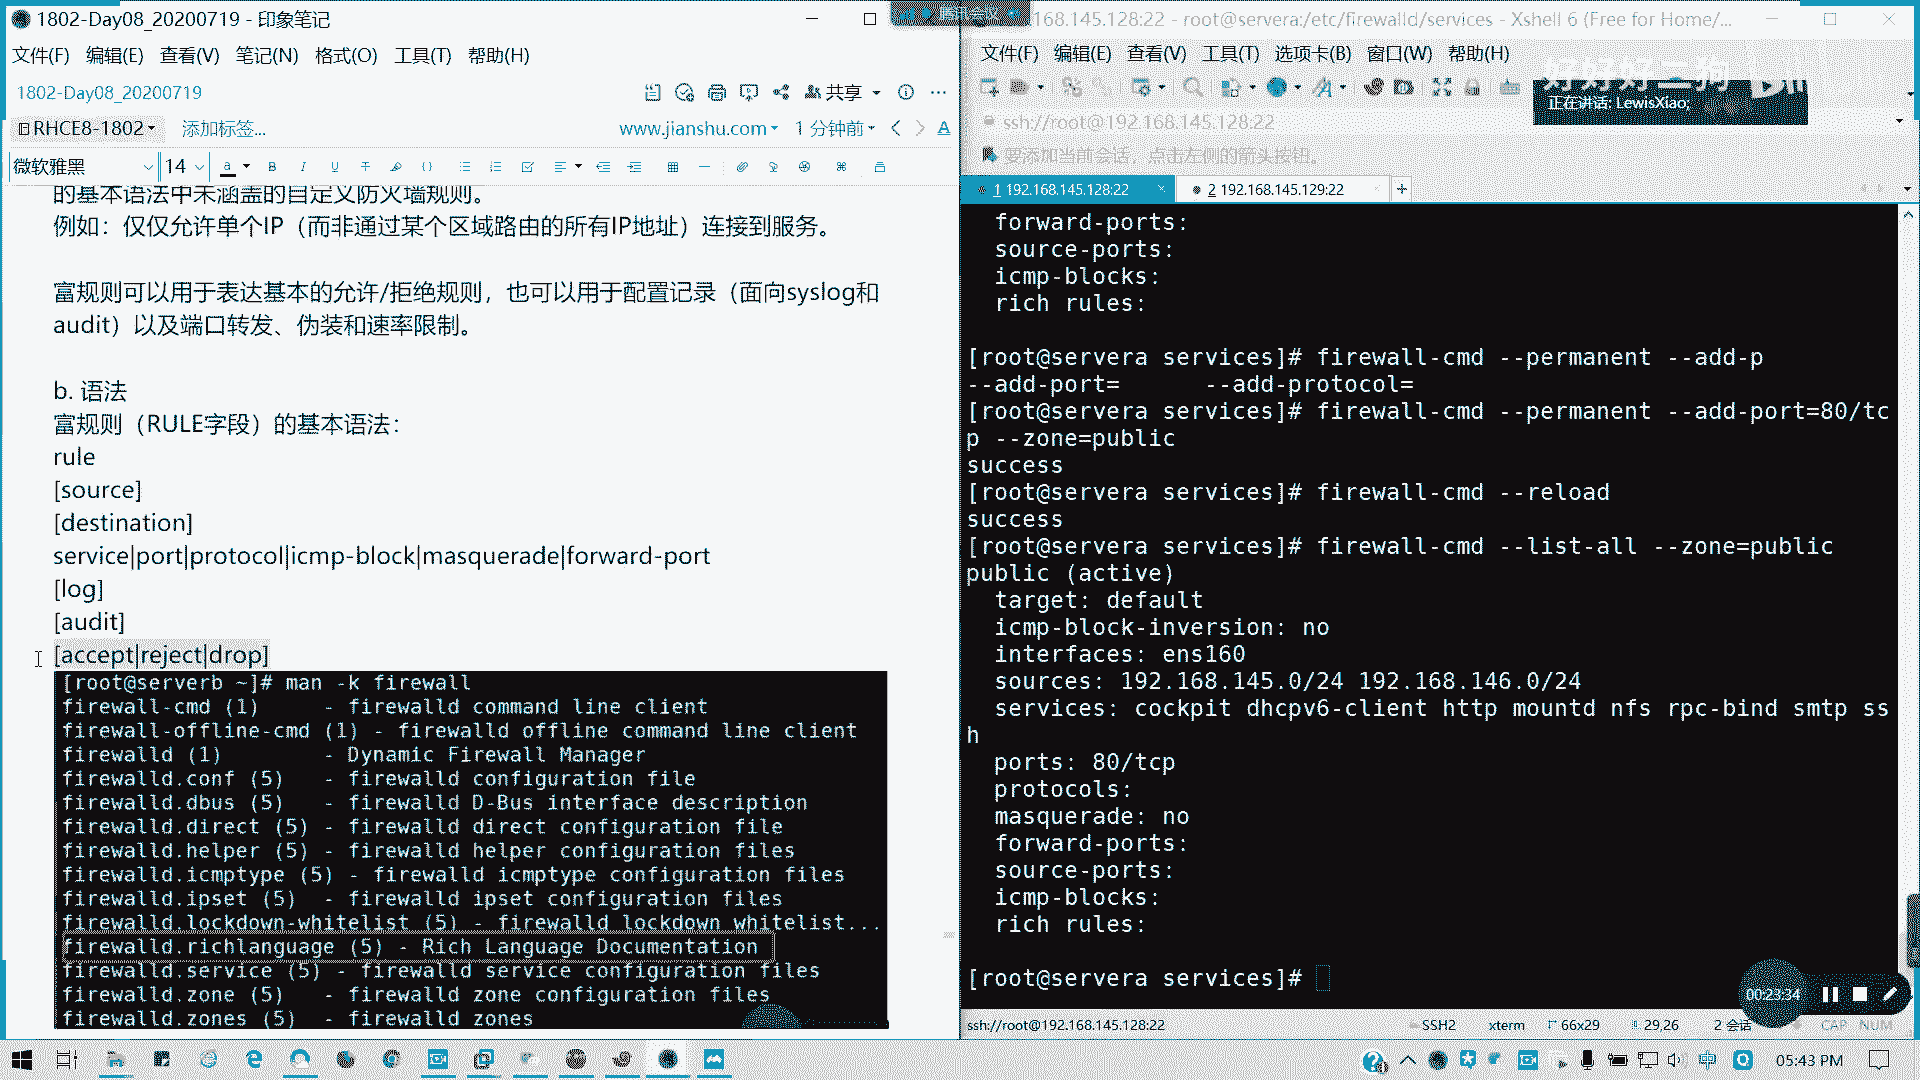 1802-Day08_20200719 - 印象笔记
文件(F) 编辑(E) 查看(V) 笔记(N) 格式(O) 工具(T) 帮助(H)
1802-Day08_20200719
共享
RHCE8-1802
添加标签...
www.jianshu.com
1 分钟前
微软雅黑
14
的基本语法中未涵盖的自定义防火墙规则。
例如：仅仅允许单个IP（而非通过某个区域路由的所有IP地址）连接到服务。
富规则可以用于表达基本的允许/拒绝规则，也可以用于配置记录（面向syslog和
audit）以及端口转发、伪装和速率限制。
b. 语法
富规则（RULE字段）的基本语法：
rule
[source]
[destination]
service|port|protocol|icmp-block|masquerade|forward-port
[log]
[audit]
[accept|reject|drop]
[root@serverb ~]# man -k firewall
firewall-cmd (1)     - firewalld command line client
firewall-offline-cmd (1) - firewalld offline command line client
firewalld (1)        - Dynamic Firewall Manager
firewalld.conf (5)   - firewalld configuration file
firewalld.dbus (5)   - firewalld D-Bus interface description
firewalld.direct (5) - firewalld direct configuration file
firewalld.helper (5) - firewalld helper configuration files
firewalld.icmptype (5) - firewalld icmptype configuration files
firewalld.ipset (5)  - firewalld ipset configuration files
firewalld.lockdown-whitelist (5) - firewalld lockdown whitelist...
firewalld.richlanguage (5) - Rich Language Documentation
firewalld.service (5) - firewalld service configuration files
firewalld.zone (5)   - firewalld zone configuration files
firewalld.zones (5)  - firewalld zones
腾讯会议
168.145.128:22 - root@servera:/etc/firewalld/services - Xshell 6 (Free for Home/...
文件(F) 编辑(E) 查看(V) 工具(T) 选项卡(B) 窗口(W) 帮助(H)
正在讲话: LewisXiao;
ssh://root@192.168.145.128:22
要添加当前会话，点击左侧的箭头按钮。
1 192.168.145.128:22
2 192.168.145.129:22
forward-ports:
source-ports:
icmp-blocks:
rich rules:
[root@servera services]# firewall-cmd --permanent --add-p
--add-port=      --add-protocol=
[root@servera services]# firewall-cmd --permanent --add-port=80/tc
p --zone=public
success
[root@servera services]# firewall-cmd --reload
success
[root@servera services]# firewall-cmd --list-all --zone=public
public (active)
target: default
icmp-block-inversion: no
interfaces: ens160
sources: 192.168.145.0/24 192.168.146.0/24
services: cockpit dhcpv6-client http mountd nfs rpc-bind smtp ss
h
ports: 80/tcp
protocols:
masquerade: no
forward-ports:
source-ports:
icmp-blocks:
rich rules:
[root@servera services]#
00:23:34
ssh://root@192.168.145.128:22
SSH2
xterm
66x29
29,26
2 会话
CAP NUM
中
05:43 PM